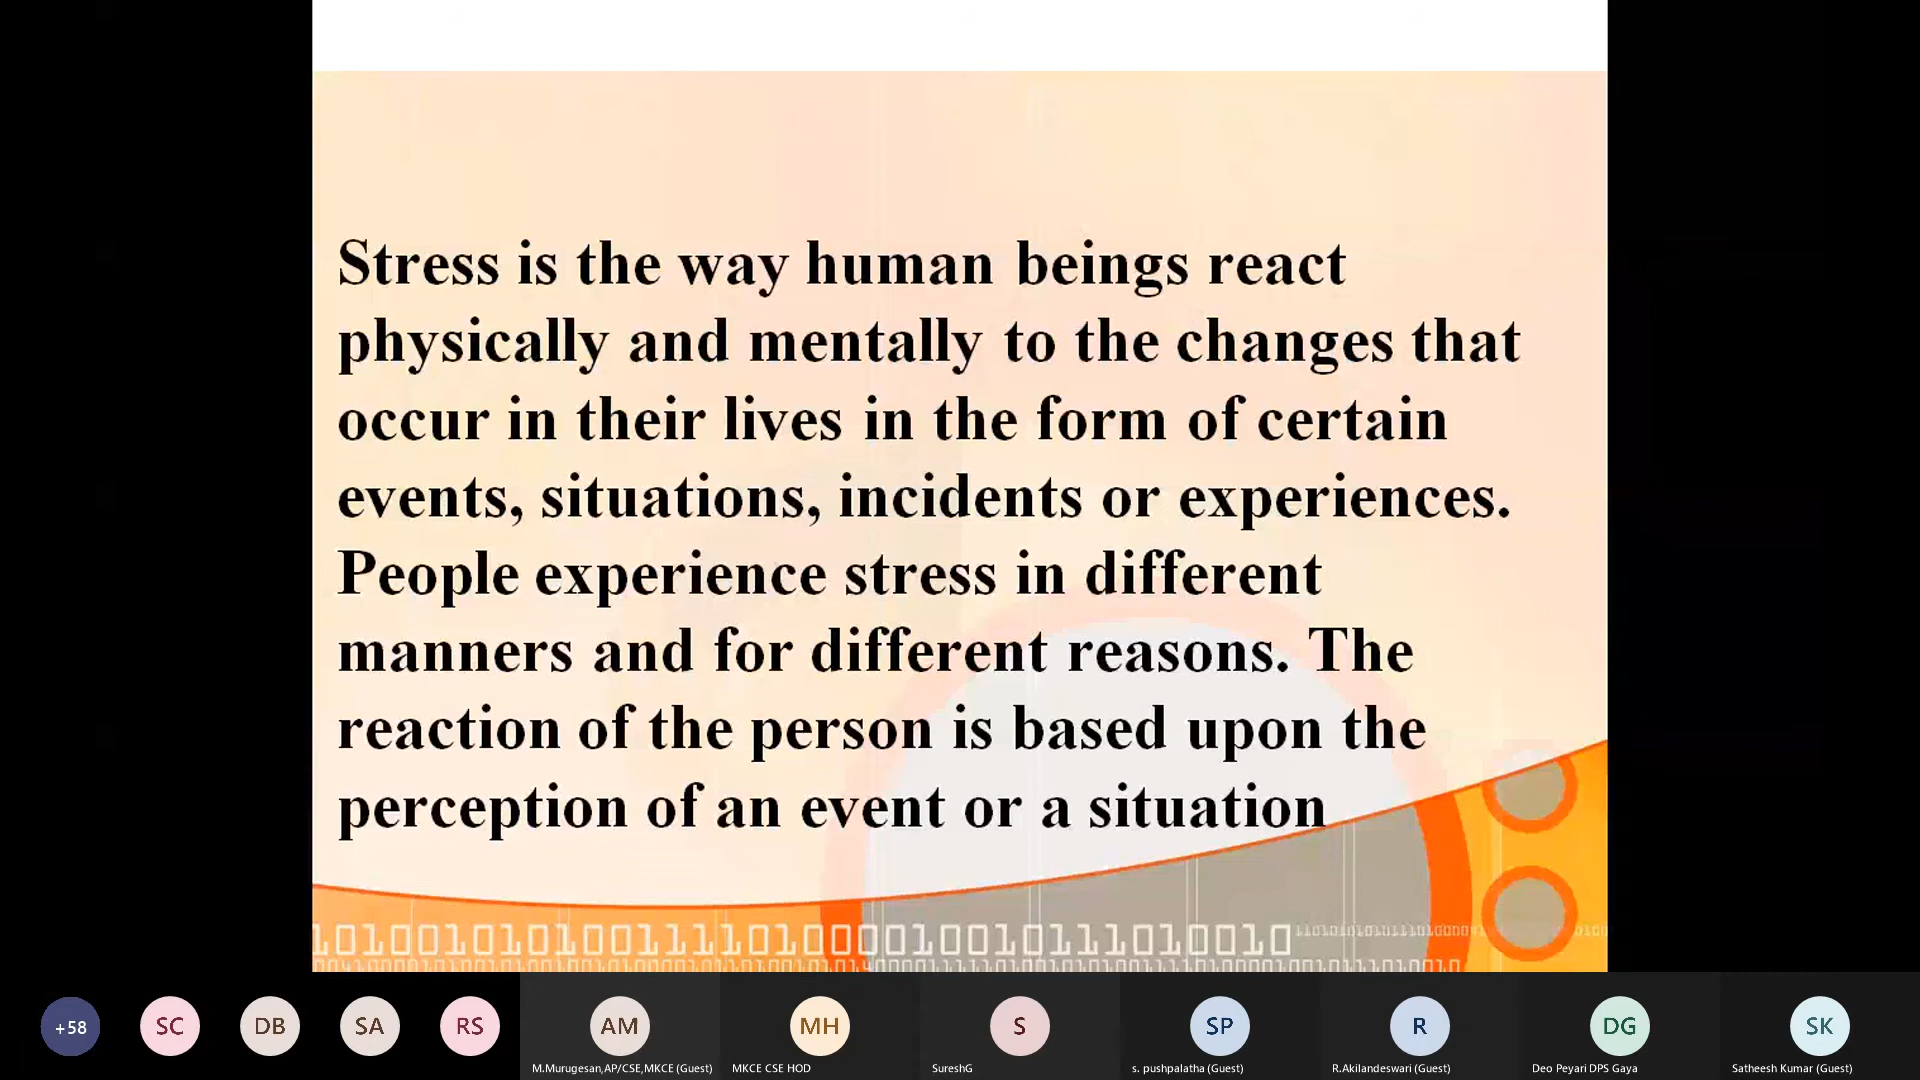 Stress is the way human beings react
physically and mentally to the changes that
occur in their lives in the form of certain
events, situations, incidents or experiences.
People experience stress in different
manners and for different reasons. The
reaction of the person is based upon the
perception of an event or a situation
+58
SC
DB
SA
RS
AM
MH
S
SP
R
DG
SK
M.Murugesan,AP/CSE,MKCE (Guest)
MKCE CSE HOD
SureshG
s. pushpalatha (Guest)
R.Akilandeswari (Guest)
Deo Peyari DPS Gaya
Satheesh Kumar (Guest)